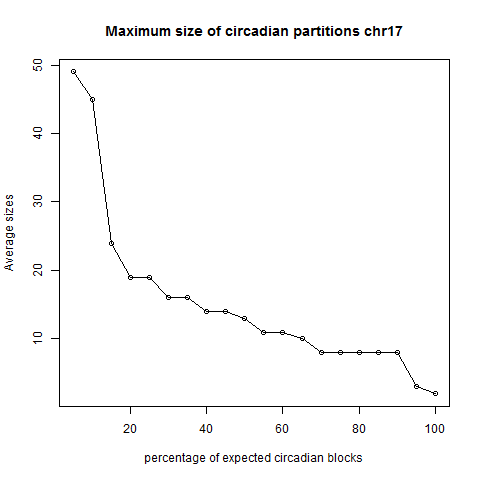 Maximum size of circadian partitions chr17
Average sizes
50
40
30
20
10
20 40 60 80 100
percentage of expected circadian blocks